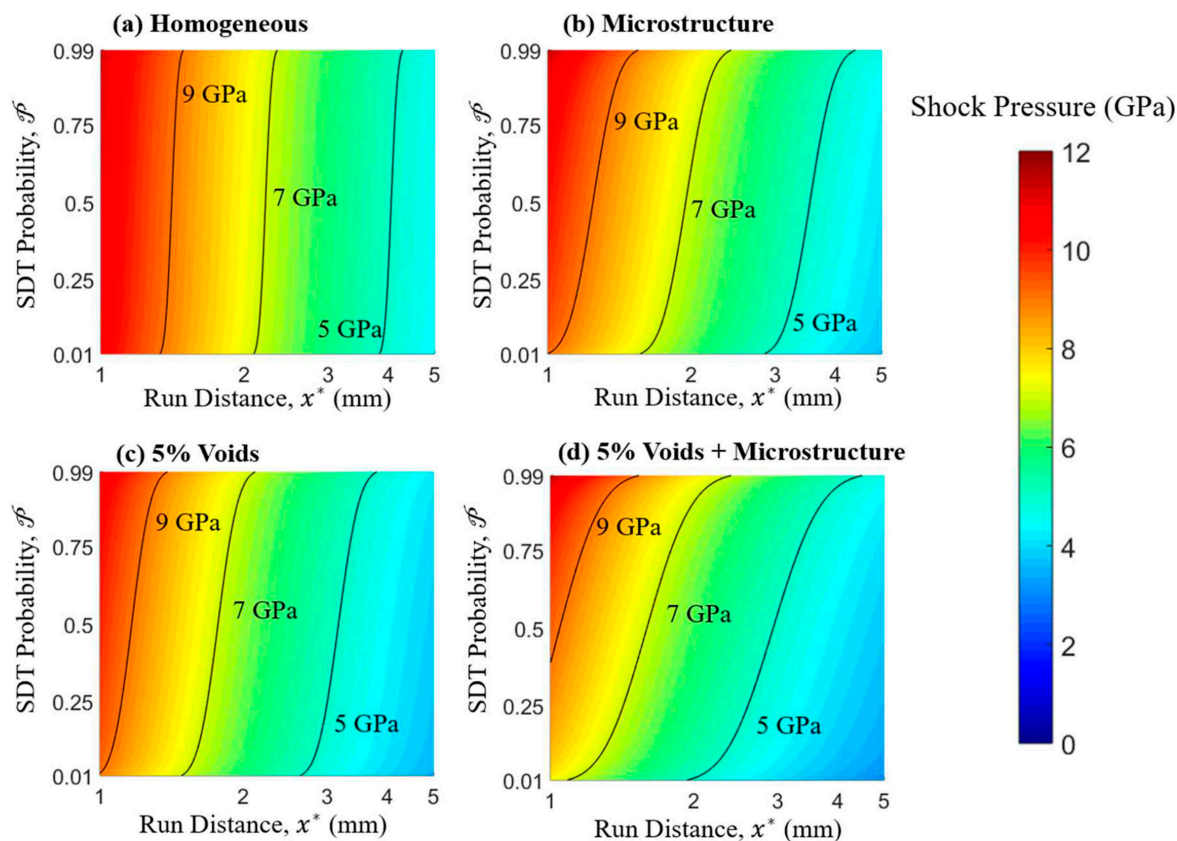 (a) Homogeneous
SDT Probability, 𝒫
0.99
0.75
0.5
0.25
0.01
9 GPa
7 GPa
5 GPa
1 2 3 4 5
Run Distance, x* (mm)
(b) Microstructure
SDT Probability, 𝒫
0.99
0.75
0.5
0.25
0.01
9 GPa
7 GPa
5 GPa
1 2 3 4 5
Run Distance, x* (mm)
Shock Pressure (GPa)
12
10
8
6
4
2
0
(c) 5% Voids
SDT Probability, 𝒫
0.99
0.75
0.5
0.25
0.01
9 GPa
7 GPa
5 GPa
1 2 3 4 5
Run Distance, x* (mm)
(d) 5% Voids + Microstructure
SDT Probability, 𝒫
0.99
0.75
0.5
0.25
0.01
9 GPa
7 GPa
5 GPa
1 2 3 4 5
Run Distance, x* (mm)